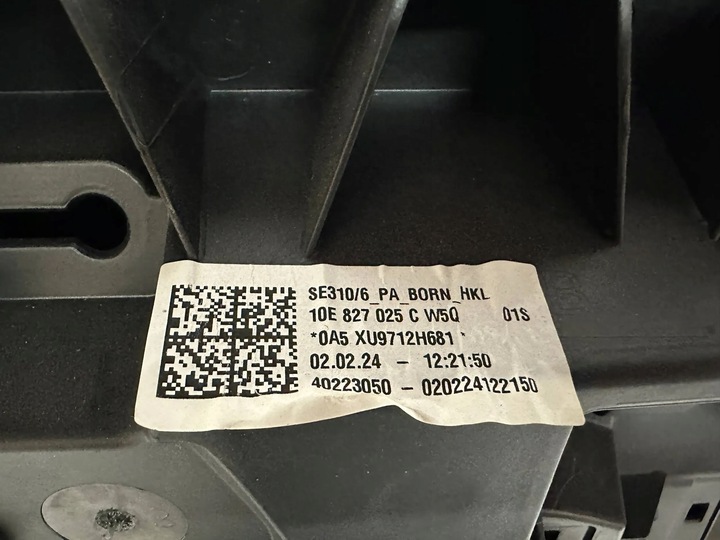 SE310/6_PA_BORN_HKL
10E 827 025 C W5Q 01S
*0A5 XU9712H681 *
02.02.24 - 12:21:50
40223050 - 020224122150